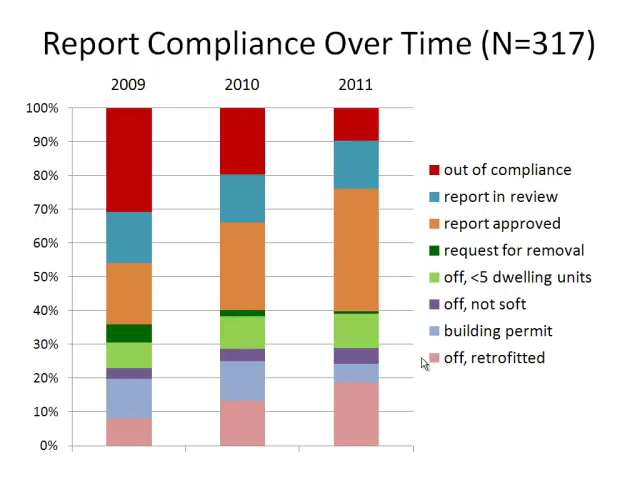 Report Compliance Over Time (N=317)
2009 2010 2011
100%
90%
80%
70%
60%
50%
40%
30%
20%
10%
0%
out of compliance
report in review
report approved
request for removal
off, <5 dwelling units
off, not soft
building permit
off, retrofitted